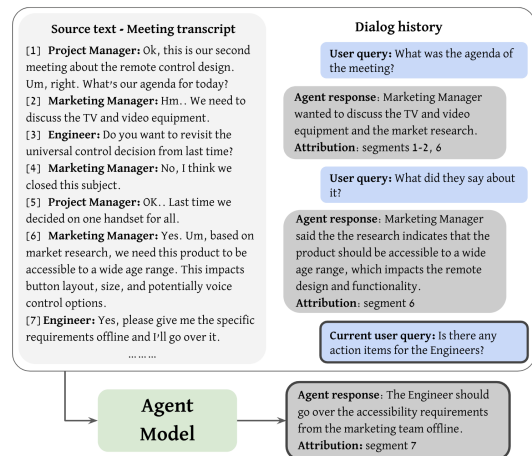 Source text - Meeting transcript
[1] Project Manager: Ok, this is our second
meeting about the remote control design.
Um, right. What's our agenda for today?
[2] Marketing Manager: Hm.. We need to
discuss the TV and video equipment.
[3] Engineer: Do you want to revisit the
universal control decision from last time?
[4] Marketing Manager: No, I think we
closed this subject.
[5] Project Manager: OK.. Last time we
decided on one handset for all.
[6] Marketing Manager: Yes. Um, based on
market research, we need this product to be
accessible to a wide age range. This impacts
button layout, size, and potentially voice
control options.
[7] Engineer: Yes, please give me the specific
requirements offline and I'll go over it.
... ... ...
Dialog history
User query: What was the agenda of
the meeting?
Agent response: Marketing Manager
wanted to discuss the TV and video
equipment and the market research.
Attribution: segments 1-2, 6
User query: What did they say about
it?
Agent response: Marketing Manager
said the the research indicates that the
product should be accessible to a wide
age range, which impacts the remote
design and functionality.
Attribution: segment 6
Current user query: Is there any
action items for the Engineers?
Agent
Model
Agent response: The Engineer should
go over the accessibility requirements
from the marketing team offline.
Attribution: segment 7